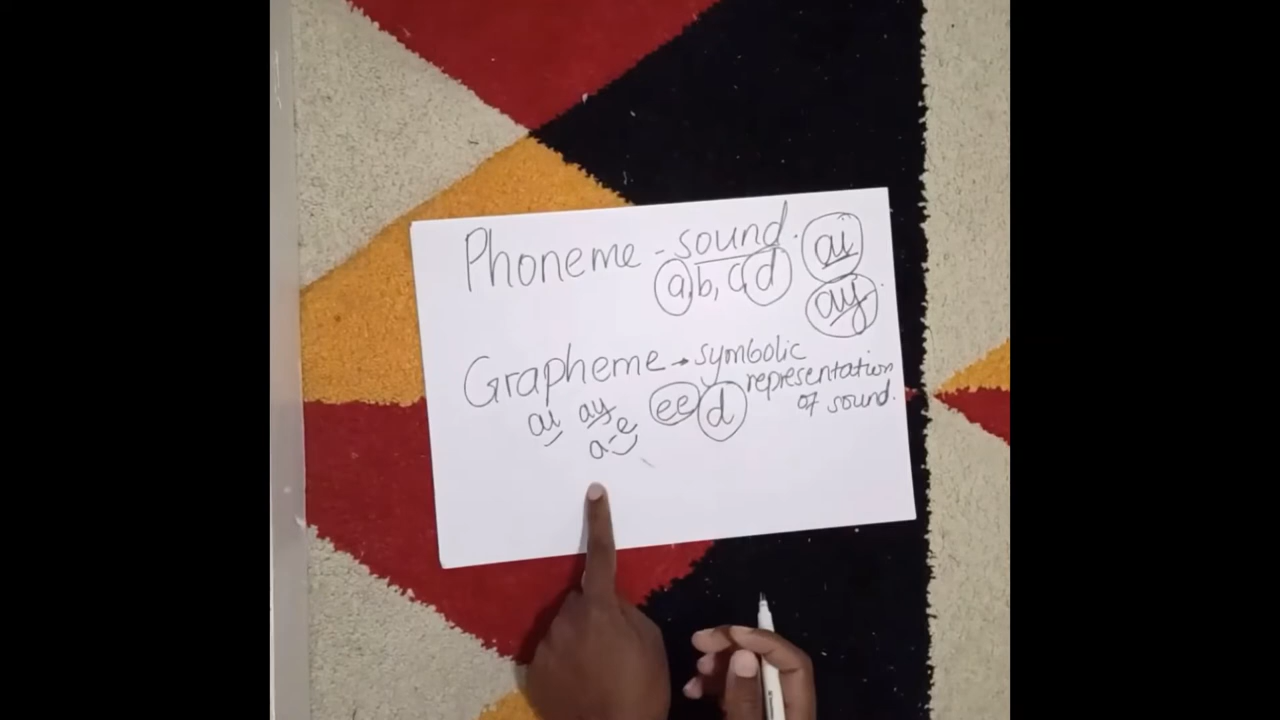 Phoneme - sound. ai
a, b, c, d ay
Grapheme → symbolic
representation
of sound.
ai ay ee d
a-e